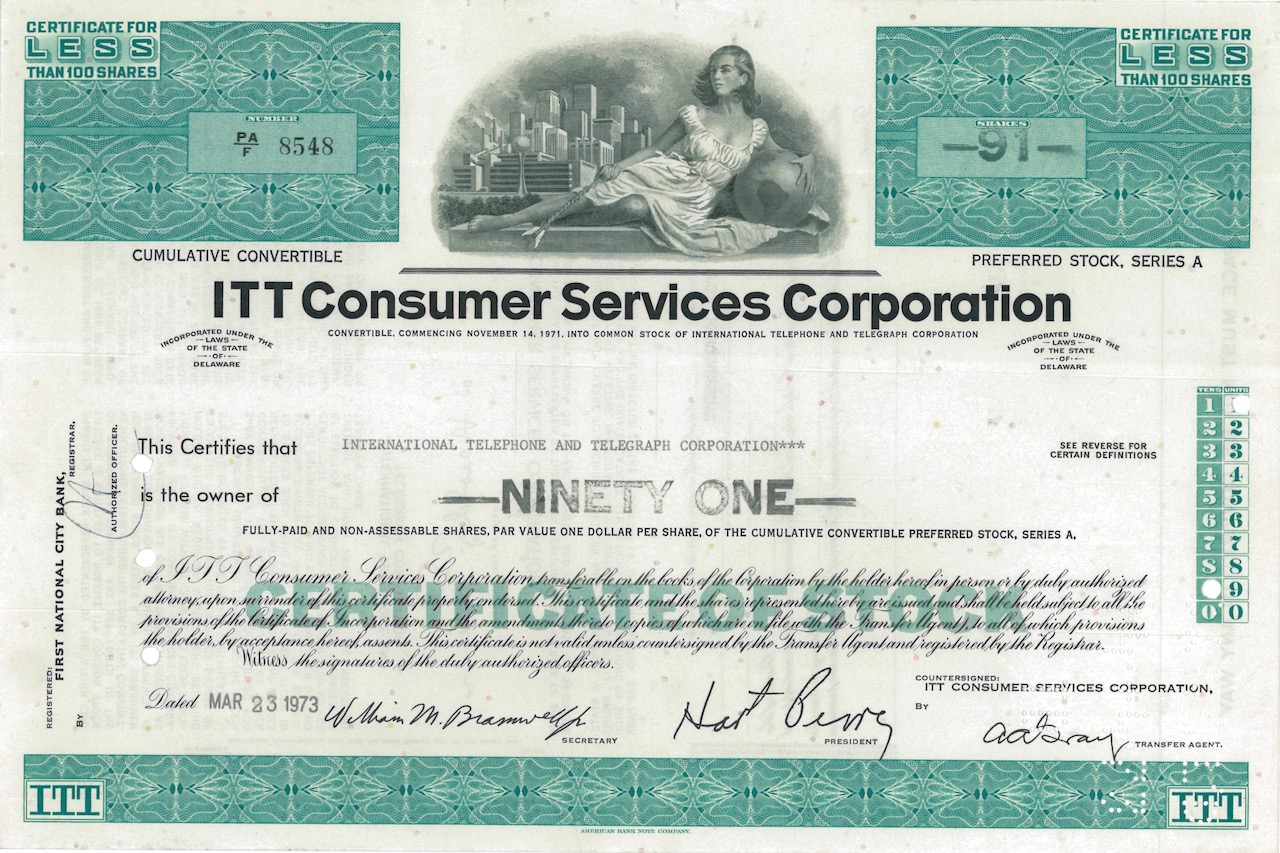 CERTIFICATE FOR
LESS
THAN 100 SHARES
CERTIFICATE FOR
LESS
THAN 100 SHARES
NUMBER
PA/F 8548
SHARES
—91—
CUMULATIVE CONVERTIBLE
PREFERRED STOCK, SERIES A
ITT Consumer Services Corporation
CONVERTIBLE, COMMENCING NOVEMBER 14, 1971, INTO COMMON STOCK OF INTERNATIONAL TELEPHONE AND TELEGRAPH CORPORATION
INCORPORATED UNDER THE
LAWS
OF THE STATE
OF
DELAWARE
INCORPORATED UNDER THE
LAWS
OF THE STATE
OF
DELAWARE
TENS UNITS
1
2 2
3 3
4 4
5 5
6 6
7 7
8 8
9
0 0
This Certifies that INTERNATIONAL TELEPHONE AND TELEGRAPH CORPORATION***
SEE REVERSE FOR
CERTAIN DEFINITIONS
is the owner of —NINETY ONE—
FULLY-PAID AND NON-ASSESSABLE SHARES, PAR VALUE ONE DOLLAR PER SHARE, OF THE CUMULATIVE CONVERTIBLE PREFERRED STOCK, SERIES A,
CERTIFICATE OF STOCK
of ITT Consumer Services Corporation transferable on the books of the Corporation by the holder hereof in person or by duly authorized
attorney, upon surrender of this certificate properly endorsed. This certificate and the shares represented hereby are issued and shall be held subject to all the
provisions of the Certificate of Incorporation and the amendments thereto (copies of which are on file with the Transfer Agent), to all of which provisions
the holder, by acceptance hereof, assents. This certificate is not valid unless countersigned by the Transfer Agent and registered by the Registrar.
Witness the signatures of the duly authorized officers.
Dated MAR 23 1973
William M. Bramwell Jr
SECRETARY
Hart Perry
PRESIDENT
COUNTERSIGNED:
ITT CONSUMER SERVICES CORPORATION,
BY
TRANSFER AGENT.
REGISTERED:
FIRST NATIONAL CITY BANK,
REGISTRAR,
BY
AUTHORIZED OFFICER.
ITT
ITT
AMERICAN BANK NOTE COMPANY.